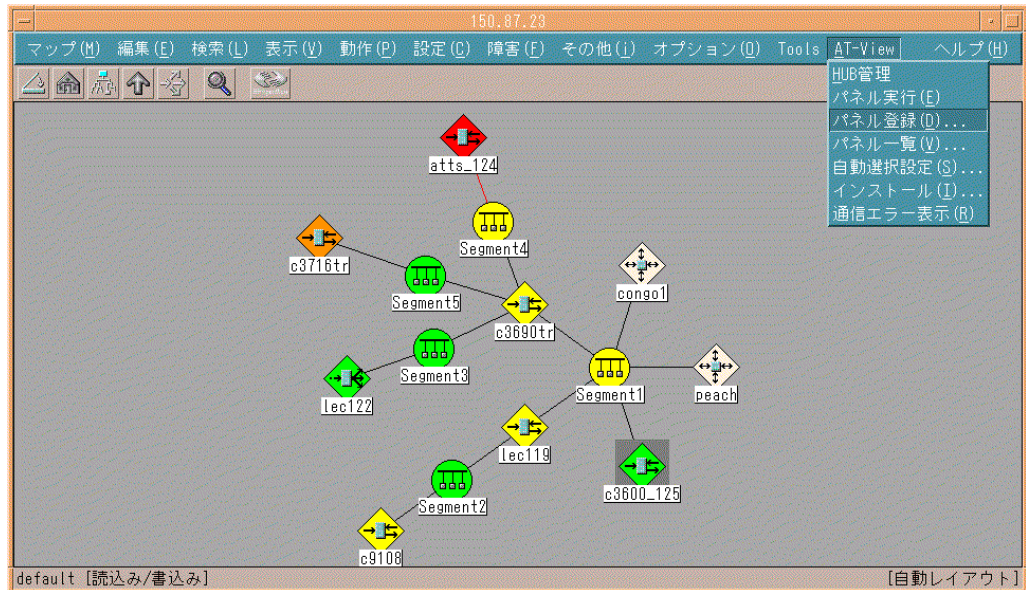 150.87.23
マップ(M) 編集(E) 検索(L) 表示(V) 動作(P) 設定(C) 障害(F) その他(i) オプション(O) Tools AT-View ヘルプ(H)
HUB管理
パネル実行(E)
パネル登録(D)...
パネル一覧(V)...
自動選択設定(S)...
インストール(I)...
通信エラー表示(R)
atts_124
Segment4
c3716tr
Segment5
congo1
c3690tr
Segment3
lec122
Segment1
peach
lec119
c3600_125
Segment2
c9108
default [読込み/書込み] [自動レイアウト]